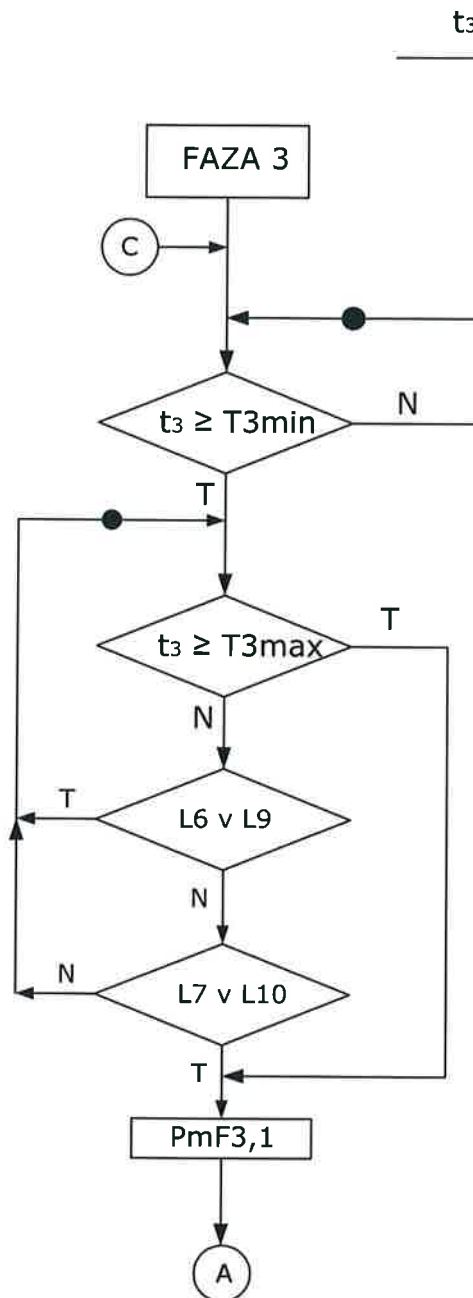 t₃
FAZA 3
C
t₃ ≥ T3min
N
T
t₃ ≥ T3max
T
N
T
L6 v L9
N
N
L7 v L10
T
PmF3,1
A